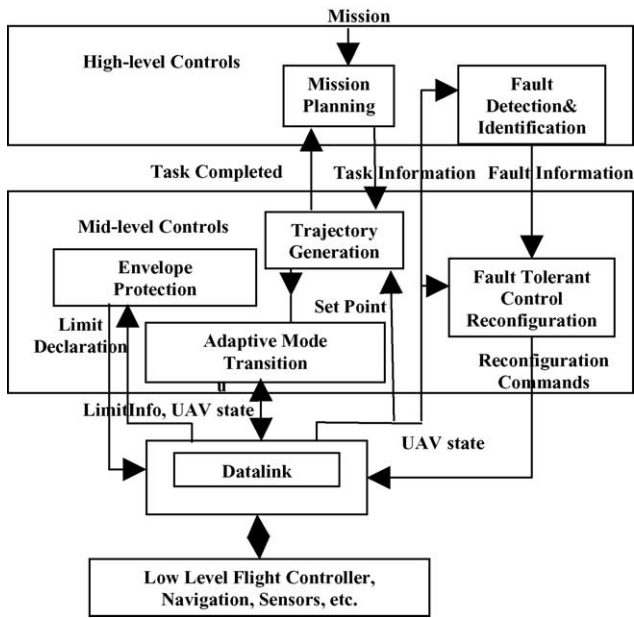 Mission
High-level Controls
Mission
Planning
Fault
Detection&
Identification
Task Completed
Task Information
Fault Information
Mid-level Controls
Trajectory
Generation
Envelope
Protection
Fault Tolerant
Control
Reconfiguration
Set Point
Limit
Declaration
Adaptive Mode
Transition
Reconfiguration
Commands
u
LimitInfo, UAV state
UAV state
Datalink
Low Level Flight Controller,
Navigation, Sensors, etc.